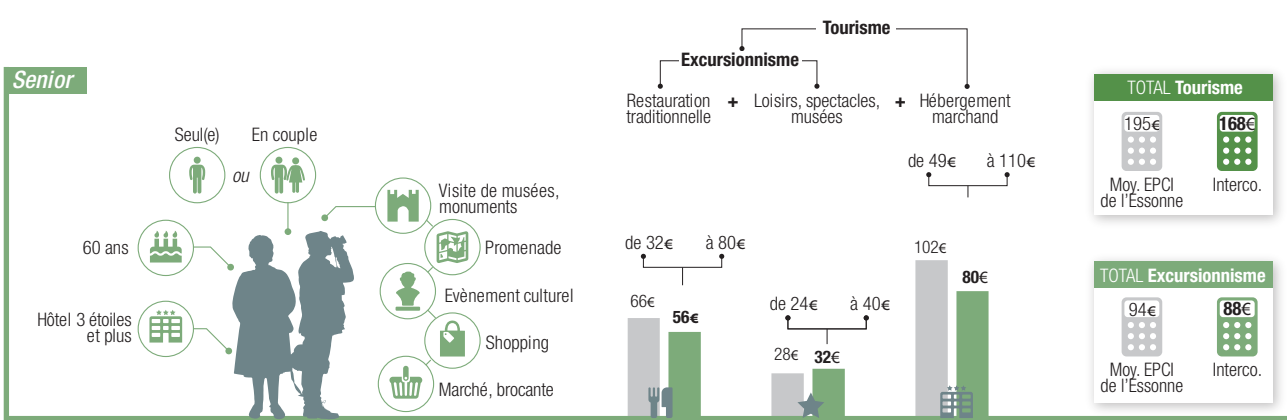 Senior
Seul(e)
ou
En couple
60 ans
Hôtel 3 étoiles
et plus
Visite de musées,
monuments
Promenade
Evènement culturel
Shopping
Marché, brocante
Tourisme
Excursionnisme
Restauration
traditionnelle
+
Loisirs, spectacles,
musées
+
Hébergement
marchand
de 32€ à 80€
66€
56€
de 24€ à 40€
28€
32€
de 49€ à 110€
102€
80€
TOTAL Tourisme
195€
168€
Moy. EPCI
de l'Essonne
Interco.
TOTAL Excursionnisme
94€
88€
Moy. EPCI
de l'Essonne
Interco.